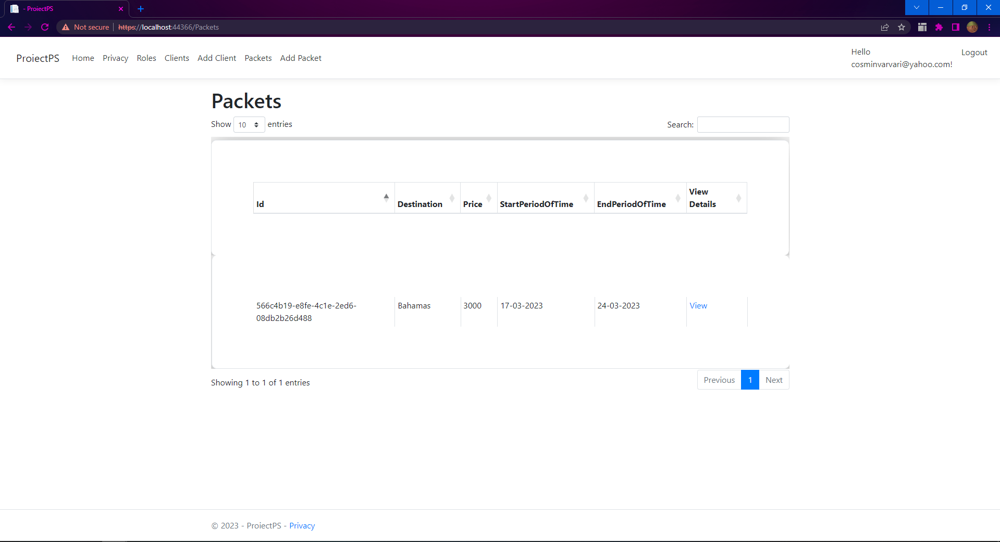 - ProiectPS
Not secure https://localhost:44366/Packets
ProiectPS Home Privacy Roles Clients Add Client Packets Add Packet
Hello
cosminvarvari@yahoo.com!
Logout
Packets
Show 10 entries
Search:
Id Destination Price StartPeriodOfTime EndPeriodOfTime View
Details
566c4b19-e8fe-4c1e-2ed6- Bahamas 3000 17-03-2023 24-03-2023 View
08db2b26d488
Showing 1 to 1 of 1 entries
Previous 1 Next
© 2023 - ProiectPS - Privacy